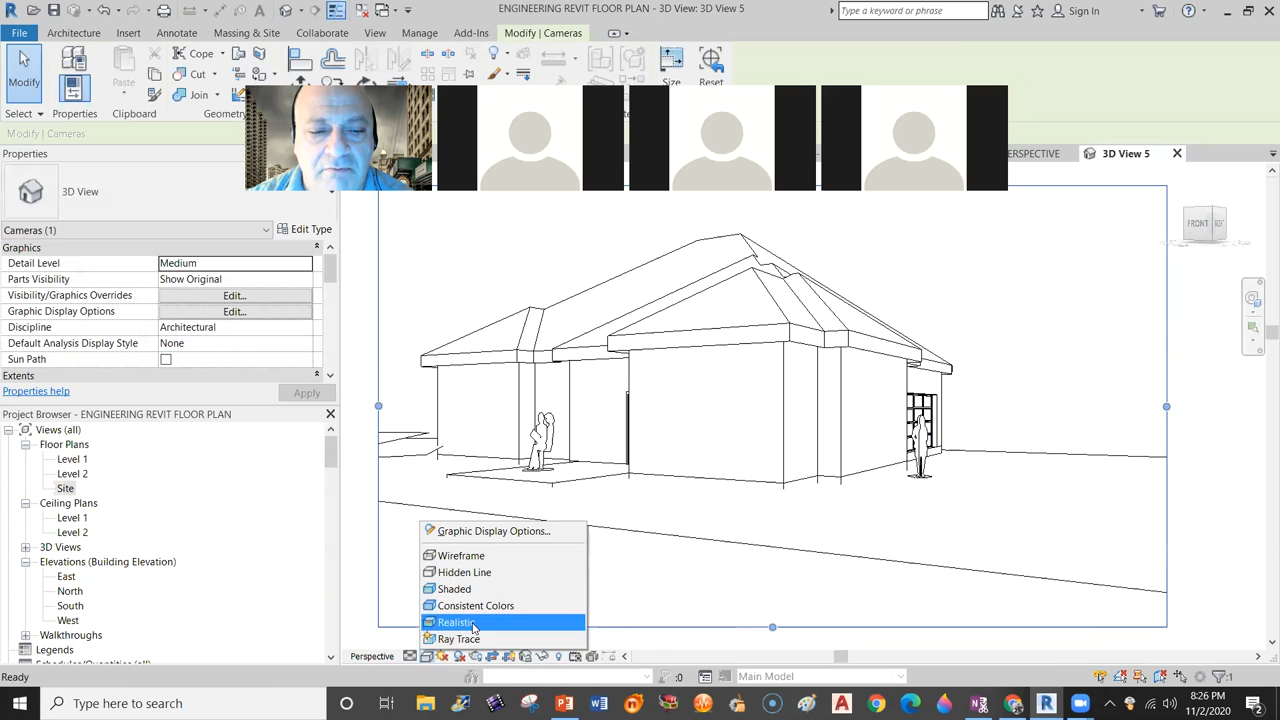 ENGINEERING REVIT FLOOR PLAN - 3D View: 3D View 5
Type a keyword or phrase
Sign In
File Architecture Insert Annotate Massing & Site Collaborate View Manage Add-Ins Modify | Cameras
Modify
Paste
Cope
Cut
Join
Size
Reset
Select
Properties
Clipboard
Geometry
Modify | Cameras
Properties
PERSPECTIVE
3D View 5
3D View
Cameras (1)
Edit Type
Graphics
Detail Level Medium
Parts Visibility Show Original
Visibility/Graphics Overrides Edit...
Graphic Display Options Edit...
Discipline Architectural
Default Analysis Display Style None
Sun Path
Extents
Properties help
Apply
Project Browser - ENGINEERING REVIT FLOOR PLAN
Views (all)
Floor Plans
Level 1
Level 2
Site
Ceiling Plans
Level 1
Level 2
3D Views
Elevations (Building Elevation)
East
North
South
West
Walkthroughs
Legends
FRONT
Graphic Display Options...
Wireframe
Hidden Line
Shaded
Consistent Colors
Realistic
Ray Trace
Perspective
Ready
:0
Main Model
:1
Type here to search
8:26 PM
11/2/2020
2